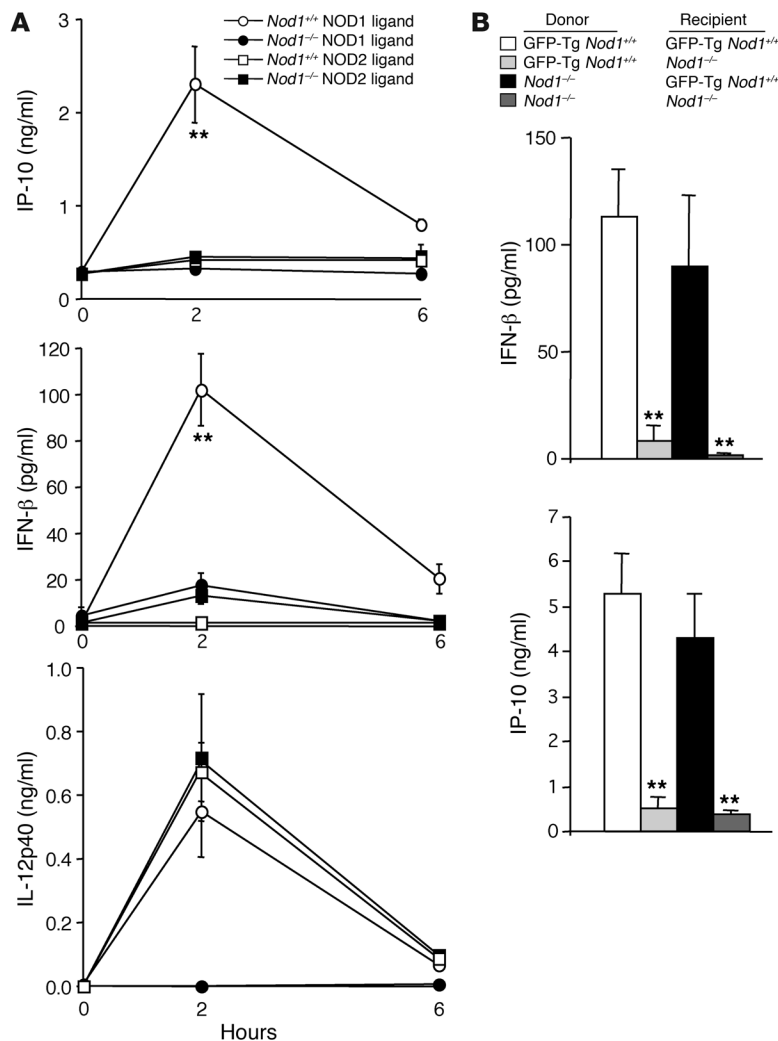 A
Nod1+/+ NOD1 ligand
Nod1–/– NOD1 ligand
Nod1+/+ NOD2 ligand
Nod1–/– NOD2 ligand
IP-10 (ng/ml)
3
2
1
0
**
0 2 6
IFN-β (pg/ml)
120
100
80
60
40
20
0
**
0 2 6
IL-12p40 (ng/ml)
1.0
0.8
0.6
0.4
0.2
0.0
0 2 6
Hours
B
Donor Recipient
GFP-Tg Nod1+/+ GFP-Tg Nod1+/+
GFP-Tg Nod1+/+ Nod1–/–
Nod1–/– GFP-Tg Nod1+/+
Nod1–/– Nod1–/–
IFN-β (pg/ml)
150
100
50
0
** **
IP-10 (ng/ml)
7
6
5
4
3
2
1
0
** **